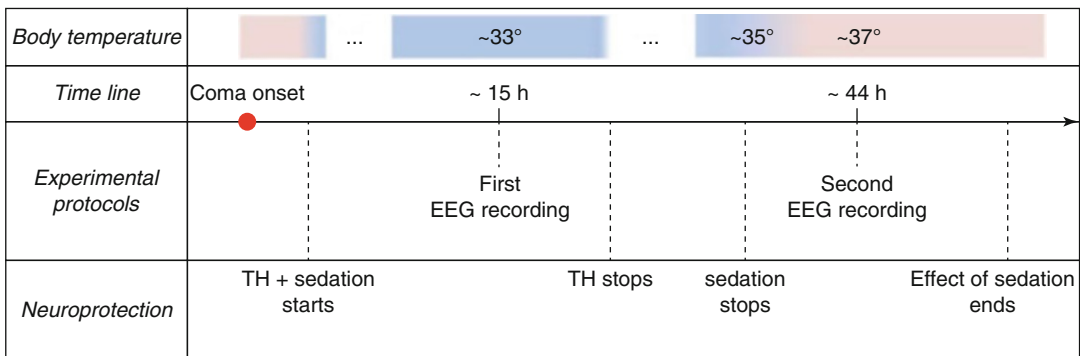 Body temperature ... ~33° ... ~35° ~37°
Time line Coma onset ~ 15 h ~ 44 h
Experimental
protocols
First
EEG recording
Second
EEG recording
Neuroprotection
TH + sedation
starts
TH stops
sedation
stops
Effect of sedation
ends